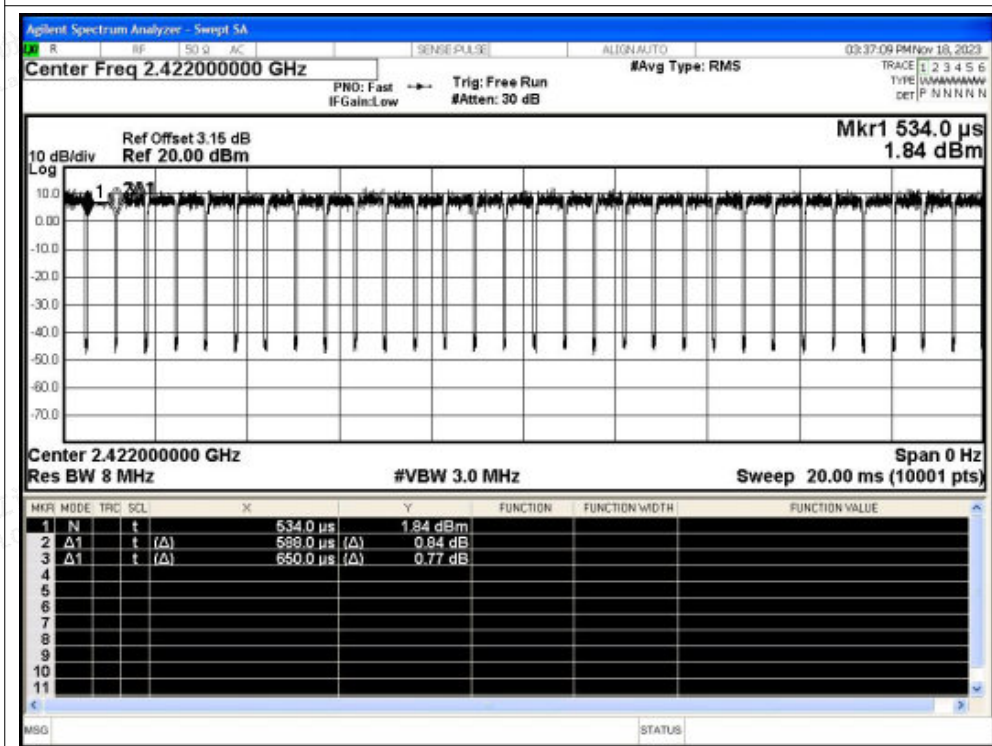 Agilent Spectrum Analyzer - Swept SA
R RF 50 Ω AC SENSE:PULSE ALIGN AUTO 03:37:09 PM Nov 18, 2023
Center Freq 2.422000000 GHz #Avg Type: RMS TRACE 1 2 3 4 5 6
PNO: Fast Trig: Free Run TYPE
IFGain:Low #Atten: 30 dB DET P N N N N N
Mkr1 534.0 µs
Ref Offset 3.15 dB
10 dB/div Ref 20.00 dBm 1.84 dBm
Log
10.0
1
0.00
-10.0
-20.0
-30.0
-40.0
-50.0
-60.0
-70.0
Center 2.422000000 GHz Span 0 Hz
Res BW 8 MHz #VBW 3.0 MHz Sweep 20.00 ms (10001 pts)
MKR MODE TRC SCL X Y FUNCTION FUNCTION WIDTH FUNCTION VALUE
1 N t 534.0 µs 1.84 dBm
2 Δ1 t (Δ) 588.0 µs (Δ) 0.84 dB
3 Δ1 t (Δ) 650.0 µs (Δ) 0.77 dB
4
5
6
7
8
9
10
11
MSG STATUS